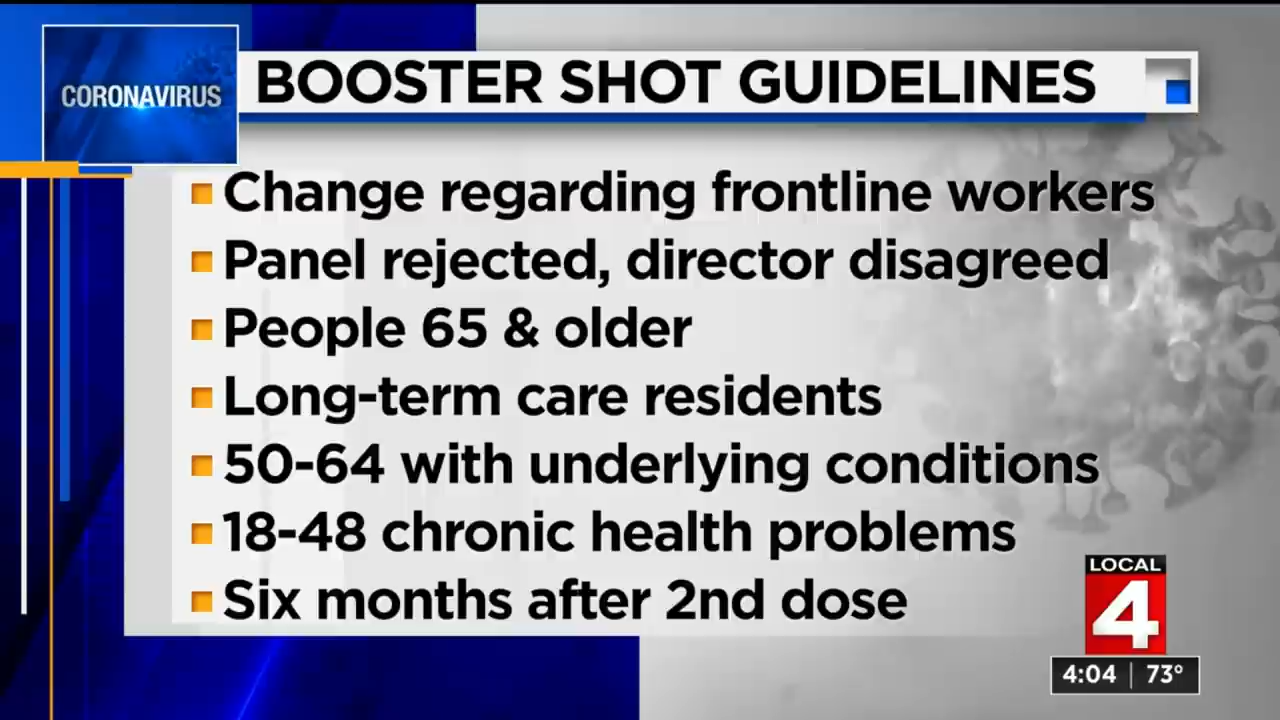 CORONAVIRUS
BOOSTER SHOT GUIDELINES
Change regarding frontline workers
Panel rejected, director disagreed
People 65 & older
Long-term care residents
50-64 with underlying conditions
18-48 chronic health problems
Six months after 2nd dose
LOCAL
4
4:04 | 73°